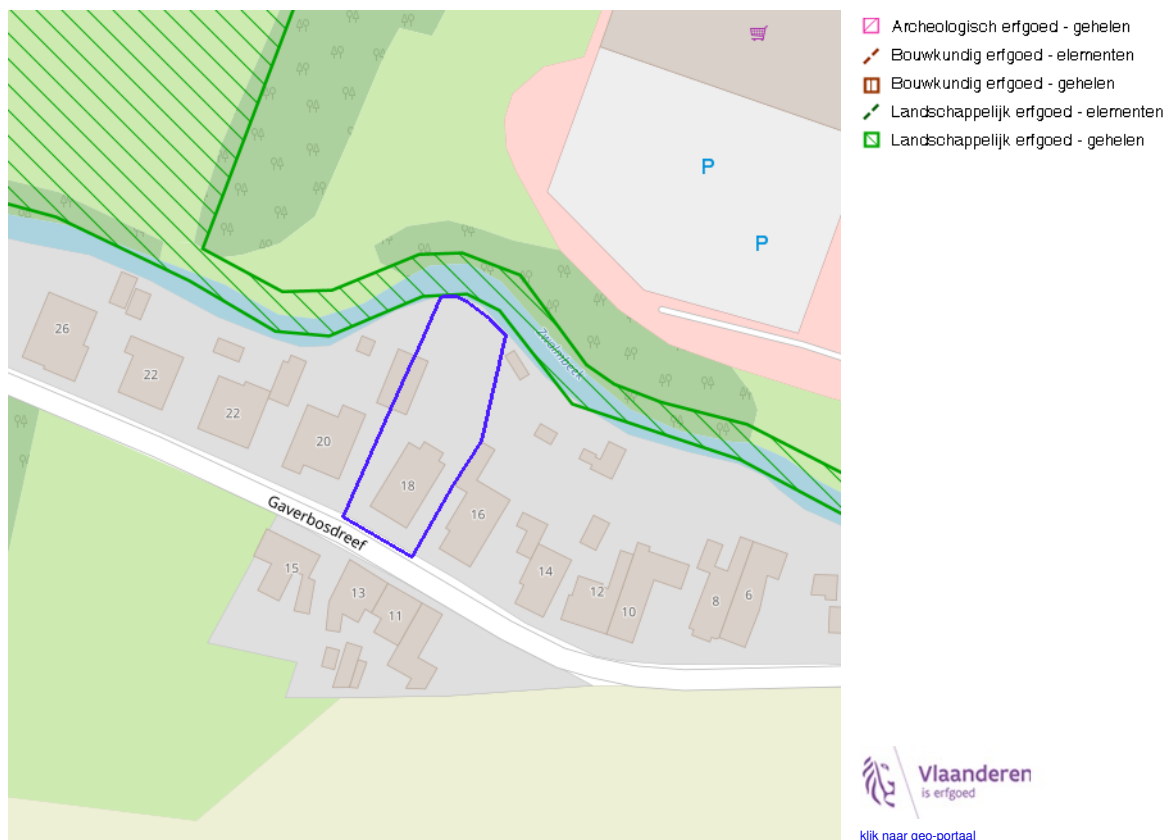 Archeologisch erfgoed - gehelen
Bouwkundig erfgoed - elementen
Bouwkundig erfgoed - gehelen
Landschappelijk erfgoed - elementen
Landschappelijk erfgoed - gehelen
P
P
Zwalmbeek
26
22
22
20
18
16
Gaverbosdreef
15
13
11
14
12
10
8
6
Vlaanderen
is erfgoed
klik naar geo-portaal